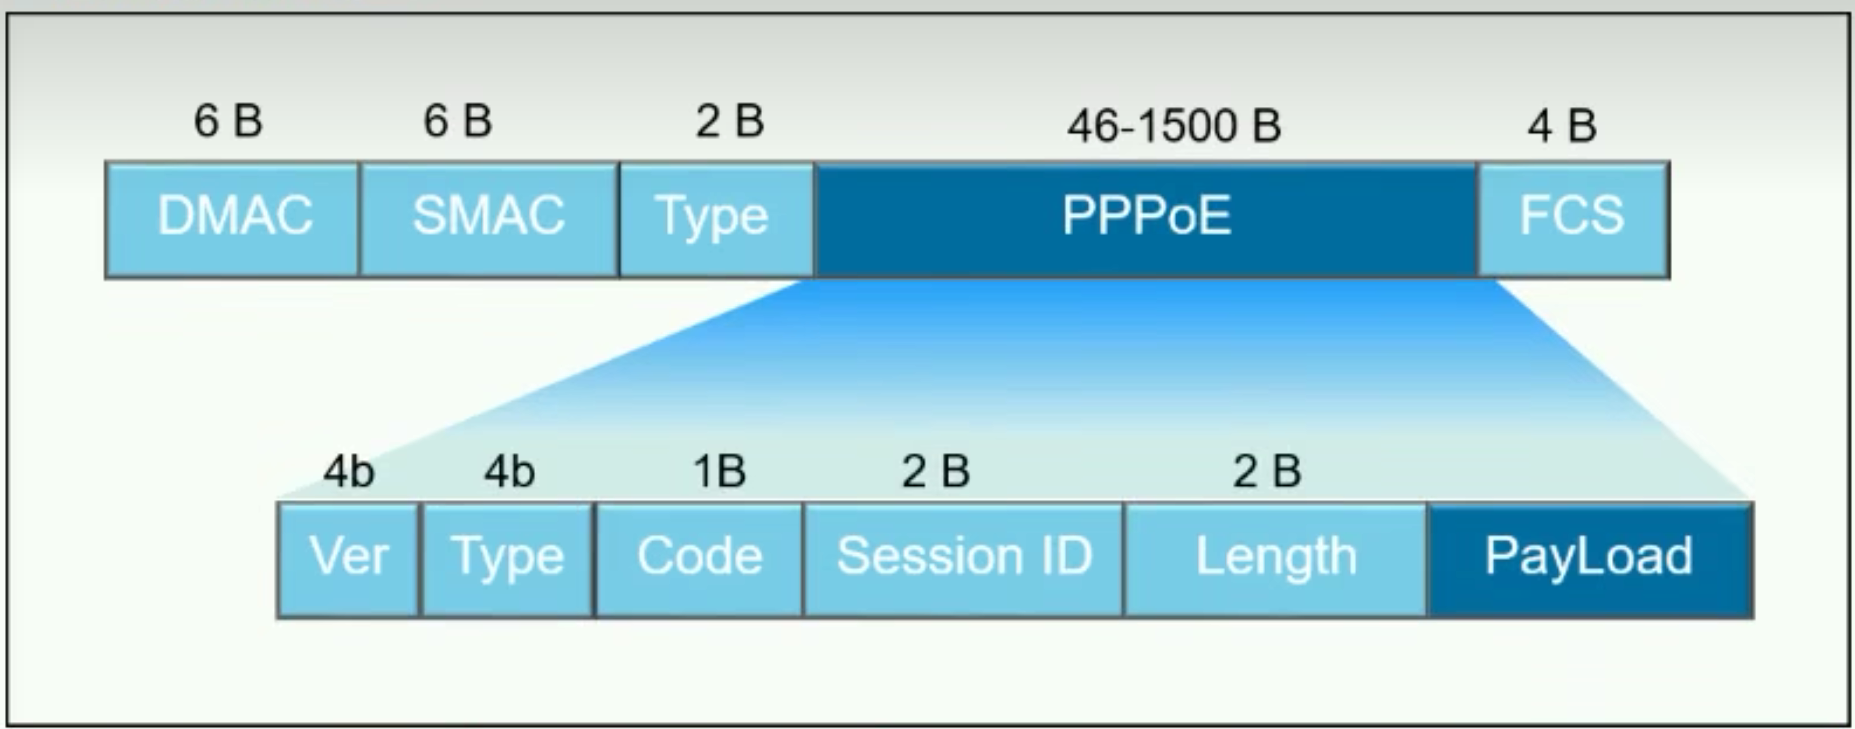 6 B 6 B 2 B 46-1500 B 4 B
DMAC SMAC Type PPPoE FCS
4b 4b 1B 2 B 2 B
Ver Type Code Session ID Length PayLoad